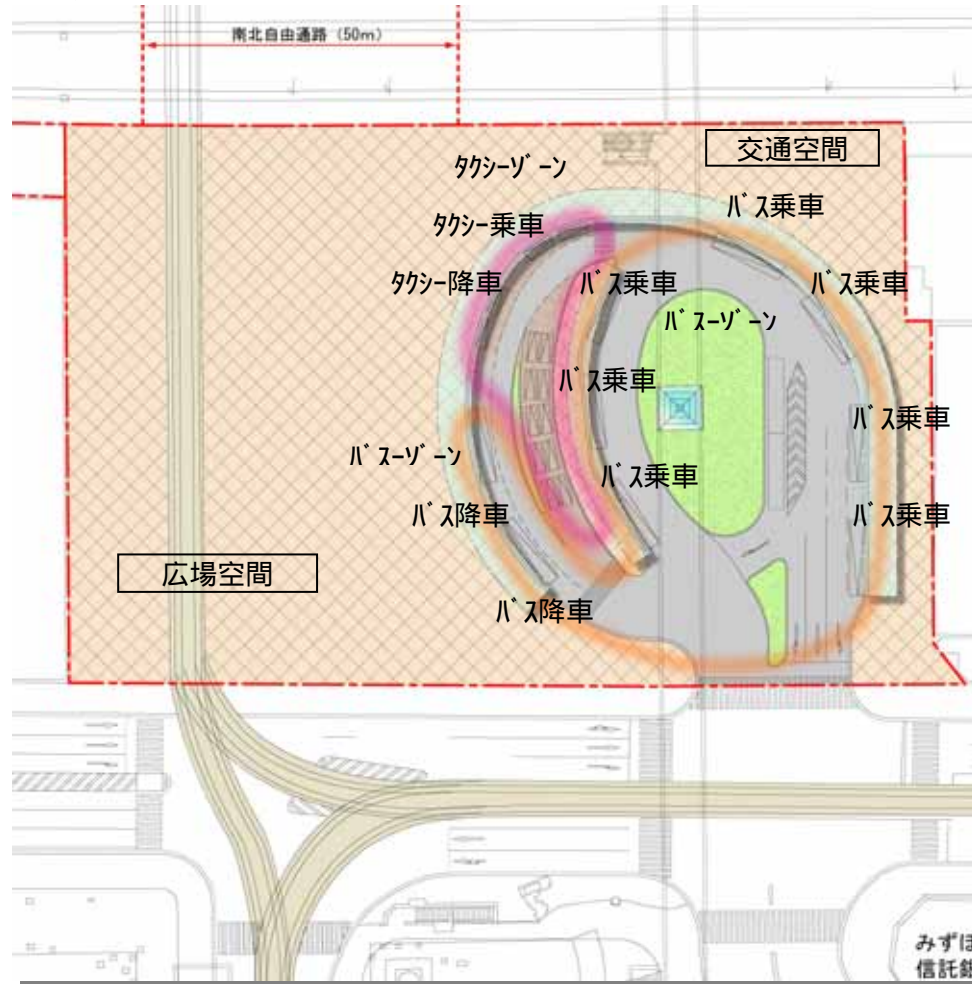 南北自由通路（50m）
交通空間
ﾀｸｼｰｿﾞｰﾝ
ﾊﾞｽ乗車
ﾀｸｼｰ乗車
ﾀｸｼｰ降車
ﾊﾞｽ乗車
ﾊﾞｽ乗車
ﾊﾞｽｰｿﾞｰﾝ
ﾊﾞｽ乗車
ﾊﾞｽ乗車
ﾊﾞｽｰｿﾞｰﾝ
ﾊﾞｽ乗車
ﾊﾞｽ降車
ﾊﾞｽ乗車
広場空間
ﾊﾞｽ降車
みずほ
信託銀